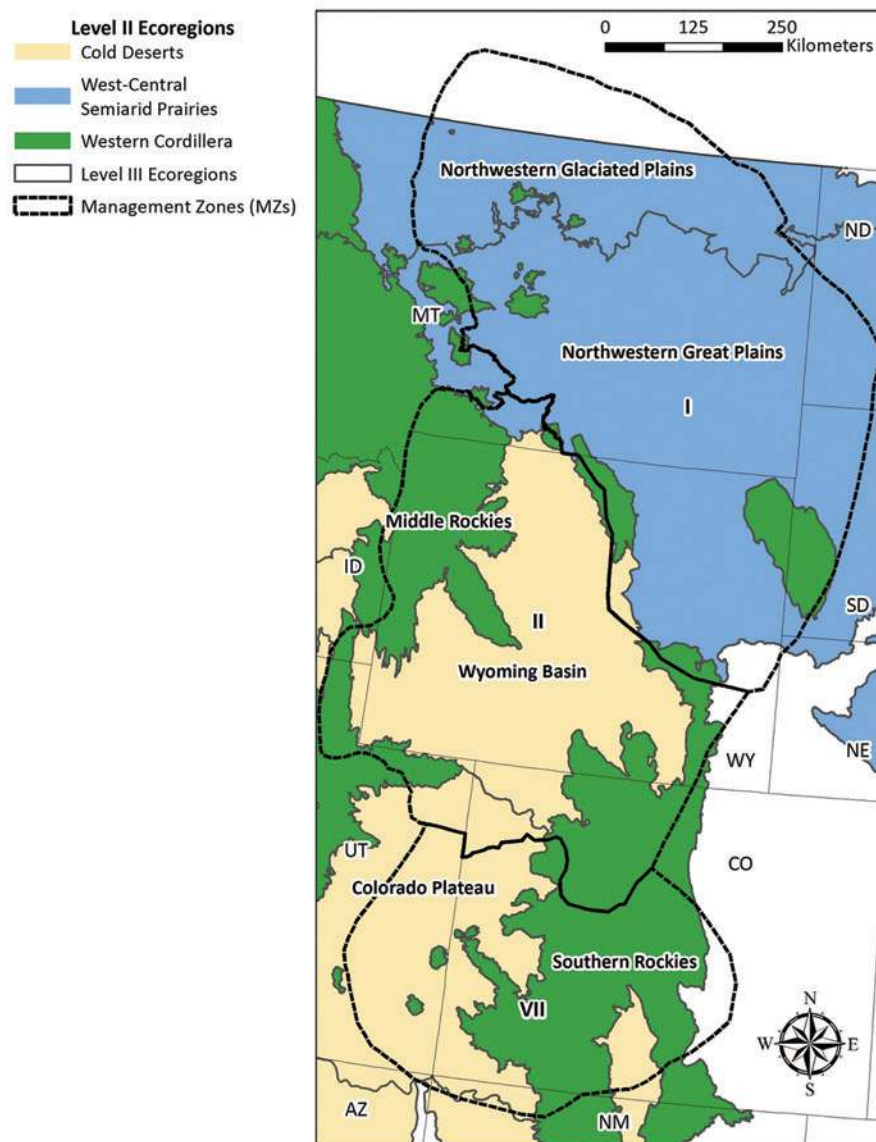 Level II Ecoregions
Cold Deserts
West-Central
Semiarid Prairies
Western Cordillera
Level III Ecoregions
Management Zones (MZs)
0 125 250
Kilometers
Northwestern Glaciated Plains
ND
MT
Northwestern Great Plains
I
Middle Rockies
ID
SD
II
Wyoming Basin
WY
NE
UT
CO
Colorado Plateau
Southern Rockies
VII
N
W E
S
AZ
NM